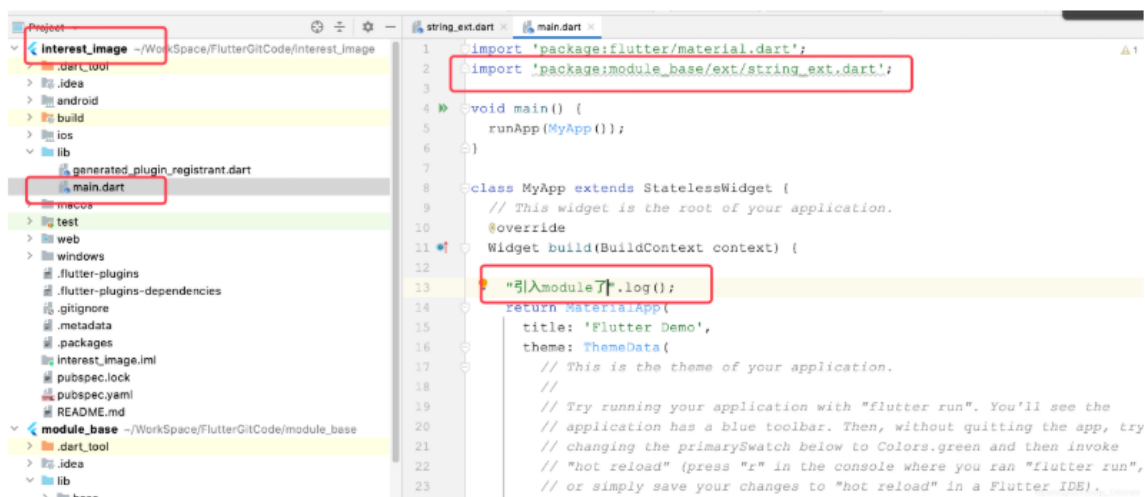 Project
string_ext.dart
main.dart
interest_image ~/WorkSpace/FlutterGitCode/interest_image
.dart_tool
.idea
android
build
ios
lib
generated_plugin_registrant.dart
main.dart
macos
test
web
windows
.flutter-plugins
.flutter-plugins-dependencies
.gitignore
.metadata
.packages
interest_image.iml
pubspec.lock
pubspec.yaml
README.md
module_base ~/WorkSpace/FlutterGitCode/module_base
.dart_tool
.idea
lib
1 import 'package:flutter/material.dart';
1
2 import 'package:module_base/ext/string_ext.dart';
3
4 void main() {
5 runApp(MyApp());
6 }
7
8 class MyApp extends StatelessWidget {
9 // This widget is the root of your application.
10 @override
11 Widget build(BuildContext context) {
12
13 "引入module了".log();
14 return MaterialApp(
15 title: 'Flutter Demo',
16 theme: ThemeData(
17 // This is the theme of your application.
18 //
19 // Try running your application with "flutter run". You'll see the
20 // application has a blue toolbar. Then, without quitting the app, try
21 // changing the primarySwatch below to Colors.green and then invoke
22 // "hot reload" (press "r" in the console where you ran "flutter run",
23 // or simply save your changes to "hot reload" in a Flutter IDE).